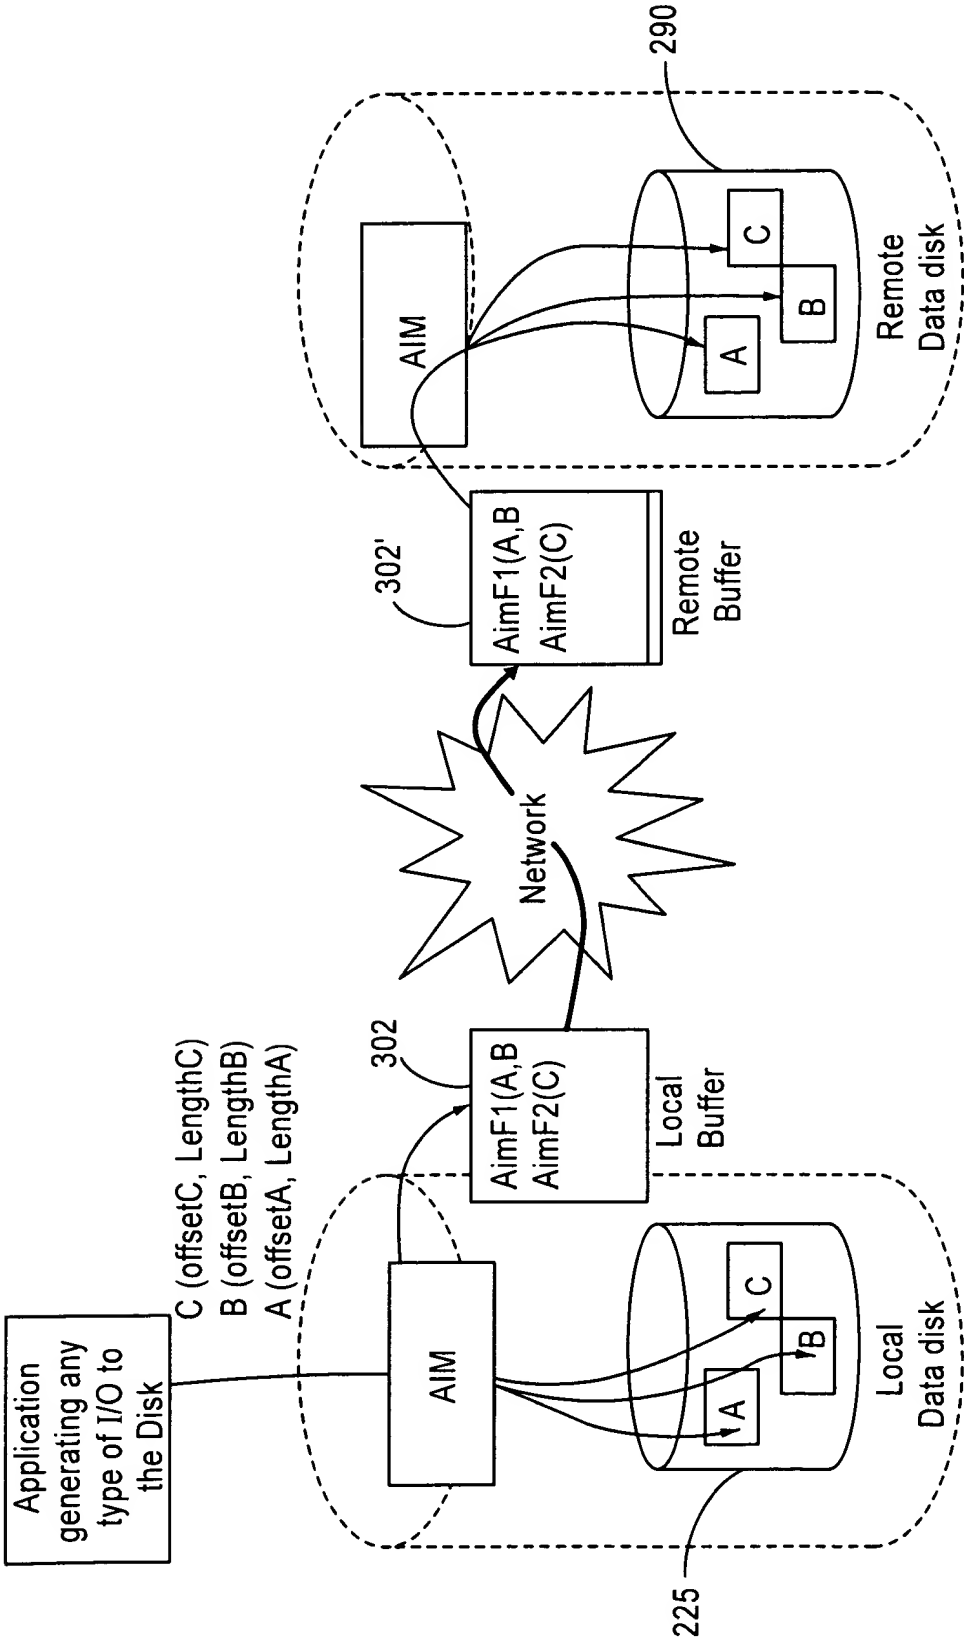 Application
generating any
type of I/O to
the Disk
C (offsetC, LengthC)
B (offsetB, LengthB)
A (offsetA, LengthA)
AIM
302
AimF1(A,B
AimF2(C)
Local
Buffer
A
B
C
Local
Data disk
225
Network
302'
AimF1(A,B
AimF2(C)
Remote
Buffer
AIM
A
B
C
Remote
Data disk
290